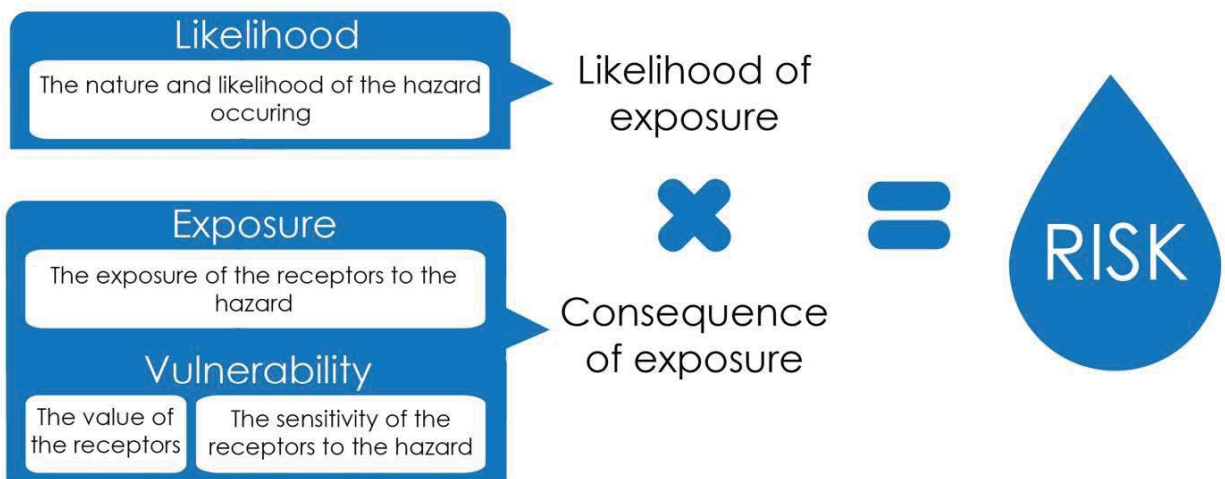 Likelihood
The nature and likelihood of the hazard
occuring
Likelihood of
exposure
Exposure
The exposure of the receptors to the
hazard
Vulnerability
The value of
the receptors
The sensitivity of the
receptors to the hazard
Consequence
of exposure
RISK